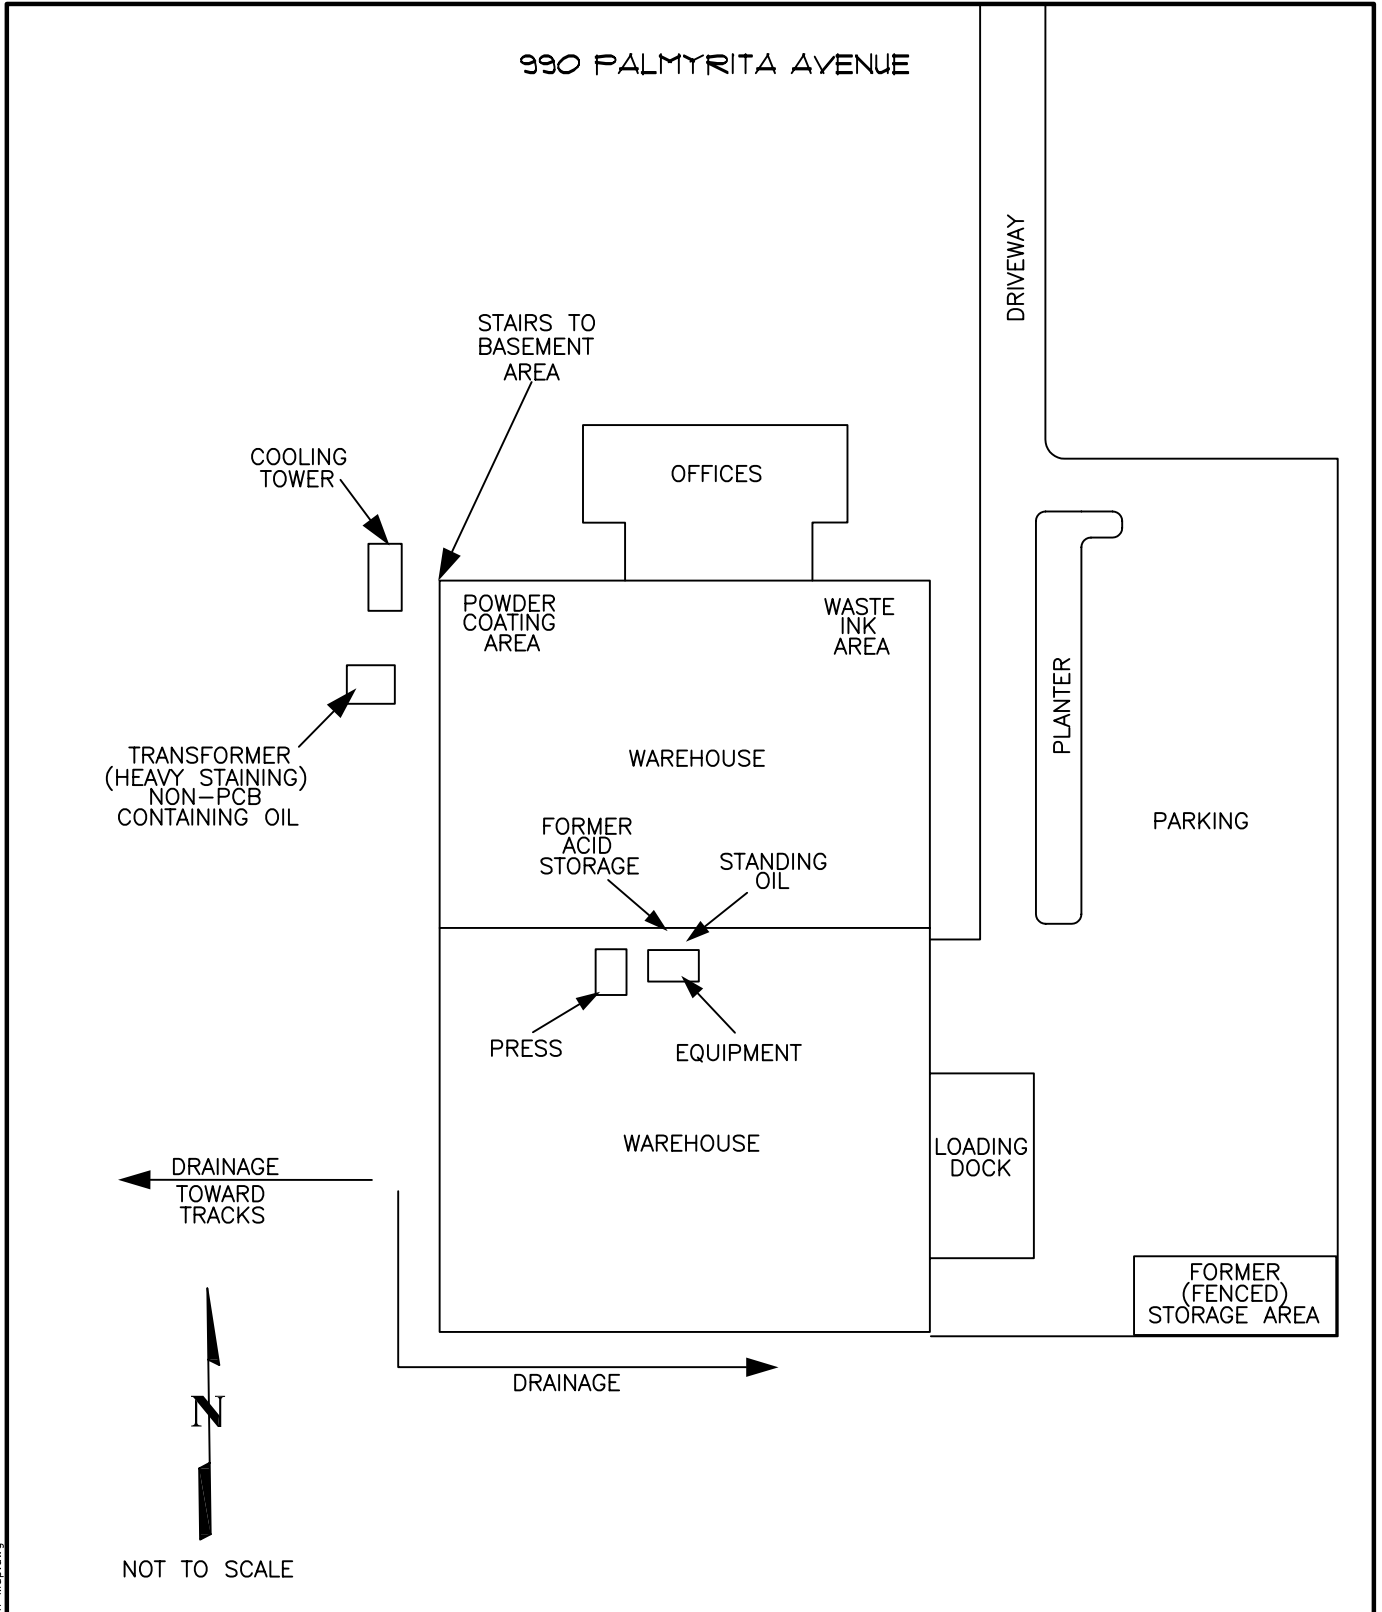 990 PALMYRITA AVENUE
DRIVEWAY
STAIRS TO
BASEMENT
AREA
COOLING
TOWER
OFFICES
POWDER
COATING
AREA
WASTE
INK
AREA
PLANTER
TRANSFORMER
(HEAVY STAINING)
NON-PCB
CONTAINING OIL
WAREHOUSE
PARKING
FORMER
ACID
STORAGE
STANDING
OIL
PRESS
EQUIPMENT
WAREHOUSE
LOADING
DOCK
DRAINAGE
TOWARD
TRACKS
FORMER
(FENCED)
STORAGE AREA
DRAINAGE
N
NOT TO SCALE